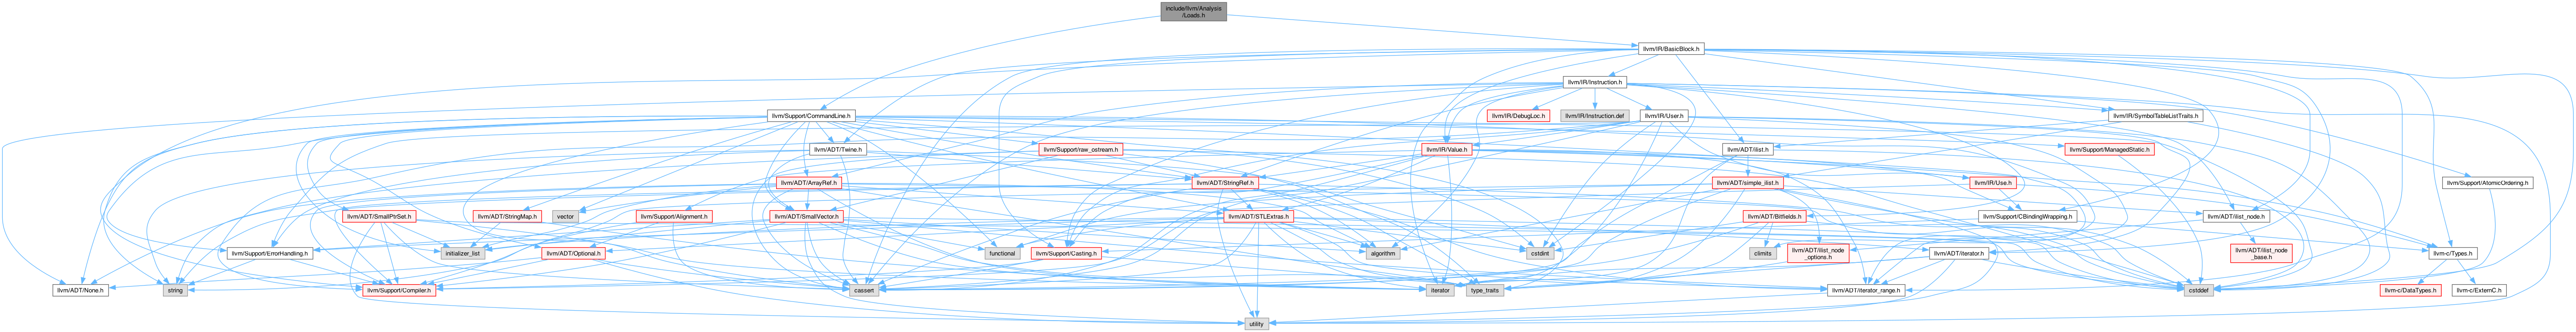 include/llvm/Analysis
/Loads.h
llvm/IR/BasicBlock.h
llvm/IR/Instruction.h
llvm/Support/CommandLine.h
llvm/IR/DebugLoc.h
llvm/IR/Instruction.def
llvm/IR/User.h
llvm/IR/SymbolTableListTraits.h
llvm/ADT/Twine.h
llvm/Support/raw_ostream.h
llvm/IR/Value.h
llvm/ADT/ilist.h
llvm/Support/ManagedStatic.h
llvm/ADT/ArrayRef.h
llvm/ADT/StringRef.h
llvm/ADT/simple_ilist.h
llvm/IR/Use.h
llvm/Support/AtomicOrdering.h
llvm/ADT/SmallPtrSet.h
llvm/ADT/StringMap.h
vector
llvm/Support/Alignment.h
llvm/ADT/SmallVector.h
llvm/ADT/STLExtras.h
llvm/ADT/Bitfields.h
llvm/Support/CBindingWrapping.h
llvm/ADT/ilist_node.h
llvm/Support/ErrorHandling.h
initializer_list
llvm/ADT/Optional.h
functional
llvm/Support/Casting.h
algorithm
cstdint
llvm/ADT/ilist_node
_options.h
climits
llvm/ADT/iterator.h
llvm/ADT/ilist_node
_base.h
llvm-c/Types.h
llvm/ADT/None.h
string
llvm/Support/Compiler.h
cassert
iterator
type_traits
llvm/ADT/iterator_range.h
cstddef
llvm-c/DataTypes.h
llvm-c/ExternC.h
utility